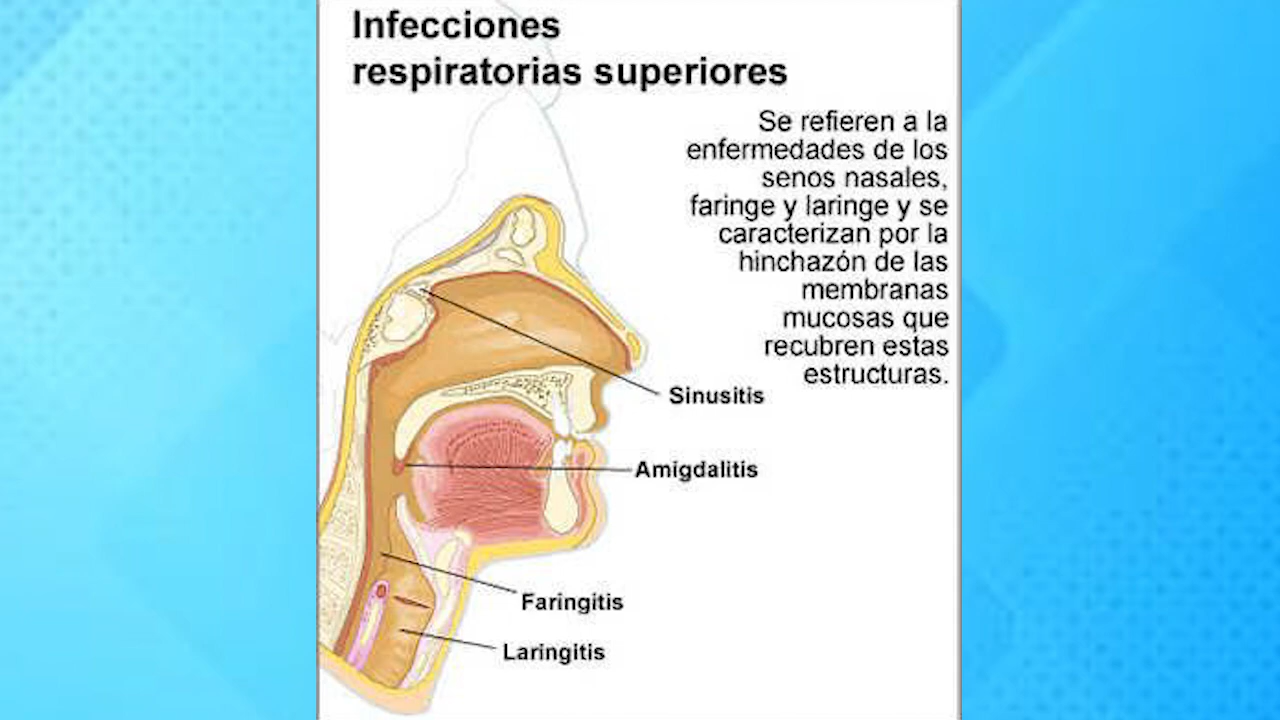 Infecciones
respiratorias superiores
Se refieren a la
enfermedades de los
senos nasales,
faringe y laringe y se
caracterizan por la
hinchazón de las
membranas
mucosas que
recubren estas
estructuras.
Sinusitis
Amigdalitis
Faringitis
Laringitis